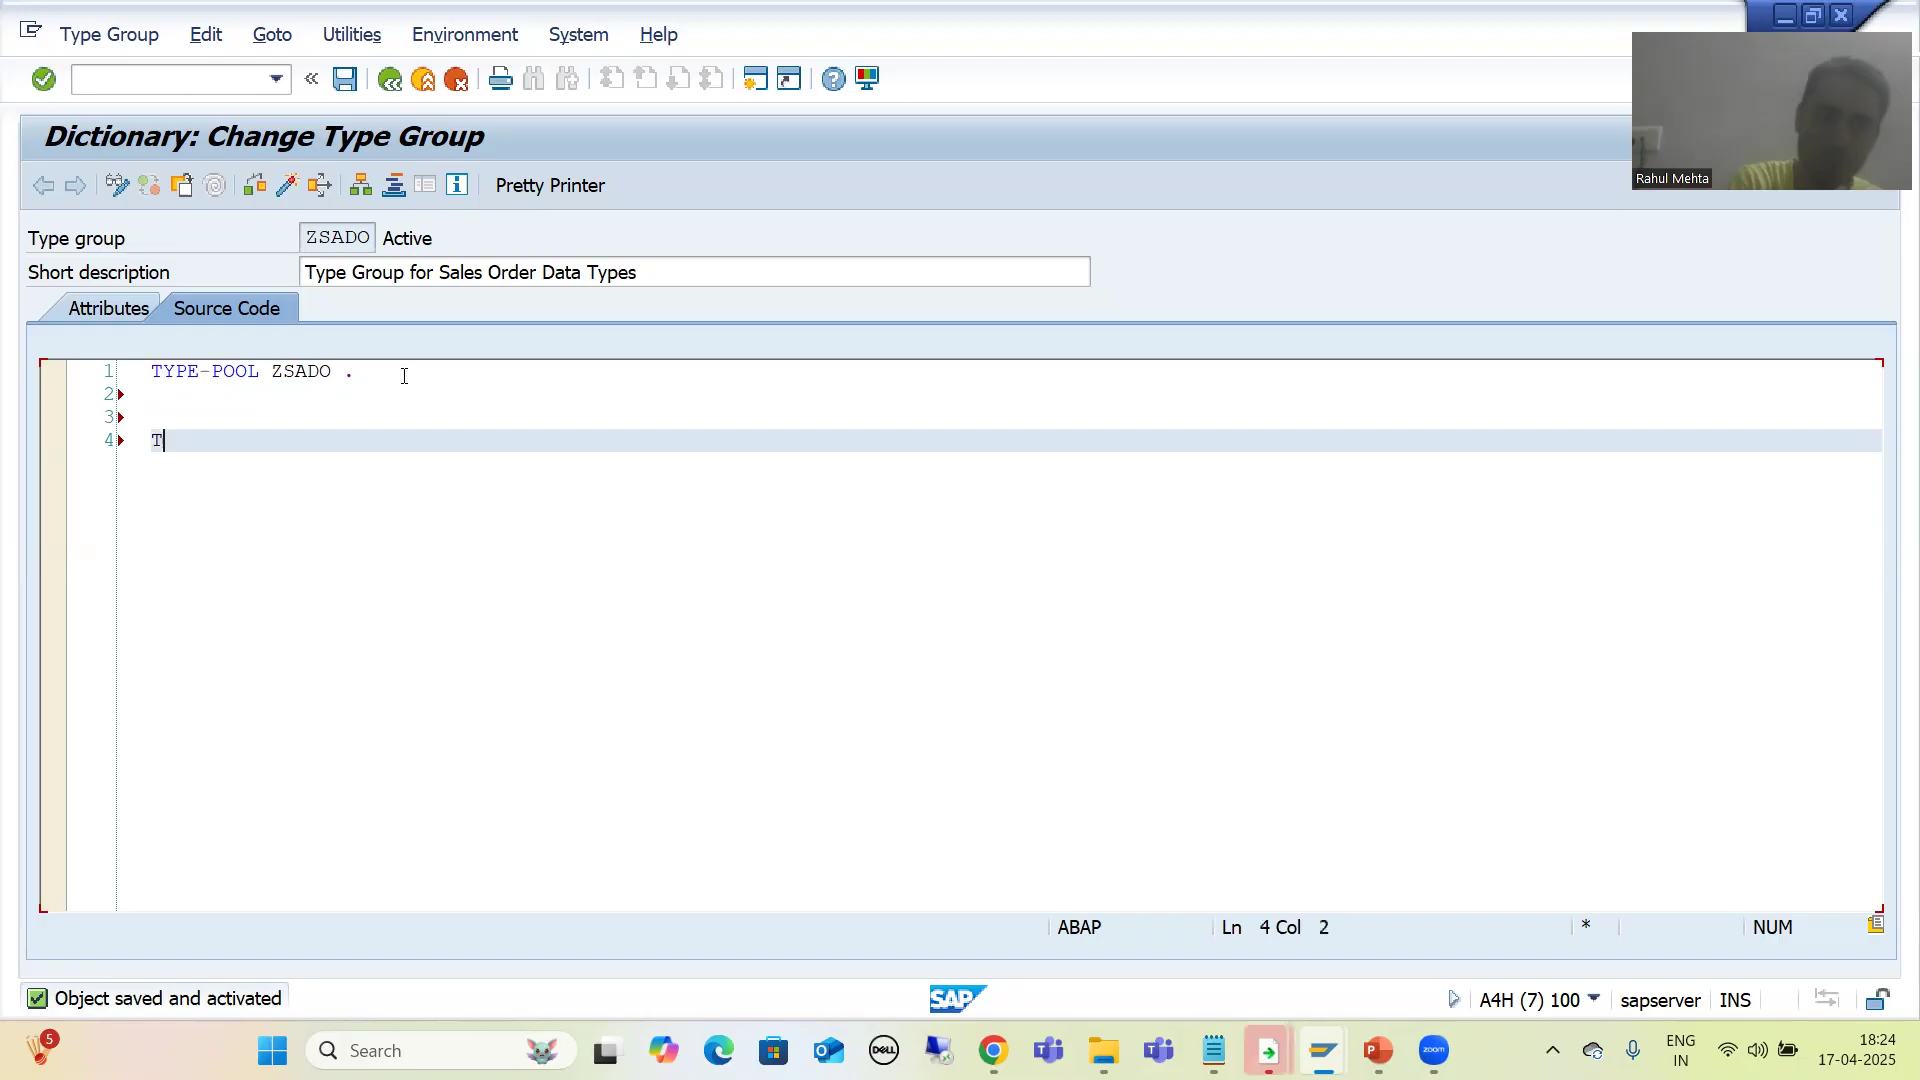 Type Group Edit Goto Utilities Environment System Help
Rahul Mehta
Dictionary: Change Type Group
Pretty Printer
Type group ZSADO Active
Short description Type Group for Sales Order Data Types
Attributes Source Code
1 TYPE-POOL ZSADO .
2
3
4 T
ABAP Ln 4 Col 2 * NUM
Object saved and activated SAP A4H (7) 100 sapserver INS
5 Search DELL zoom ENG IN 18:24 17-04-2025